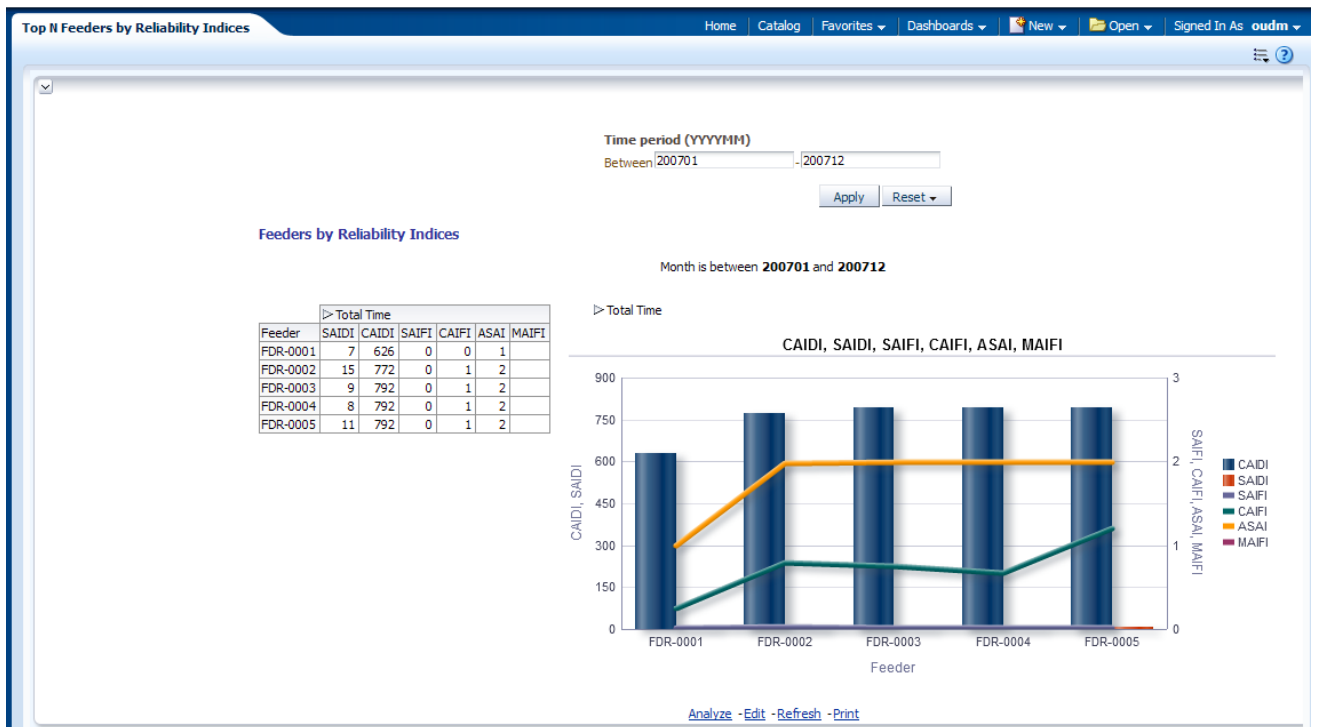 Top N Feeders by Reliability Indices
Home Catalog Favorites Dashboards New Open Signed In As oudm
Time period (YYYYMM)
Between 200701 - 200712
Apply Reset
Feeders by Reliability Indices
Month is between 200701 and 200712
Total Time
Feeder SAIDI CAIDI SAIFI CAIFI ASAI MAIFI
FDR-0001 7 626 0 0 1
FDR-0002 15 772 0 1 2
FDR-0003 9 792 0 1 2
FDR-0004 8 792 0 1 2
FDR-0005 11 792 0 1 2
Total Time
CAIDI, SAIDI, SAIFI, CAIFI, ASAI, MAIFI
CAIDI, SAIDI
900
750
600
450
300
150
0
3
2
1
0
SAIFI, CAIFI, ASAI, MAIFI
FDR-0001 FDR-0002 FDR-0003 FDR-0004 FDR-0005
Feeder
CAIDI
SAIDI
SAIFI
CAIFI
ASAI
MAIFI
Analyze - Edit - Refresh - Print